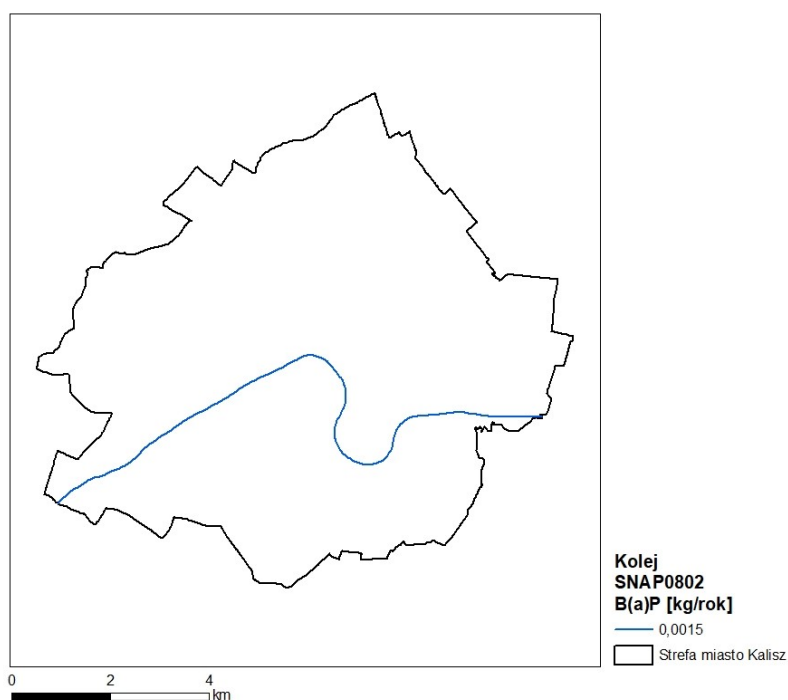 Kolej
SNAP0802
B(a)P [kg/rok]
0,0015
Strefa miasto Kalisz
0 2 4
km